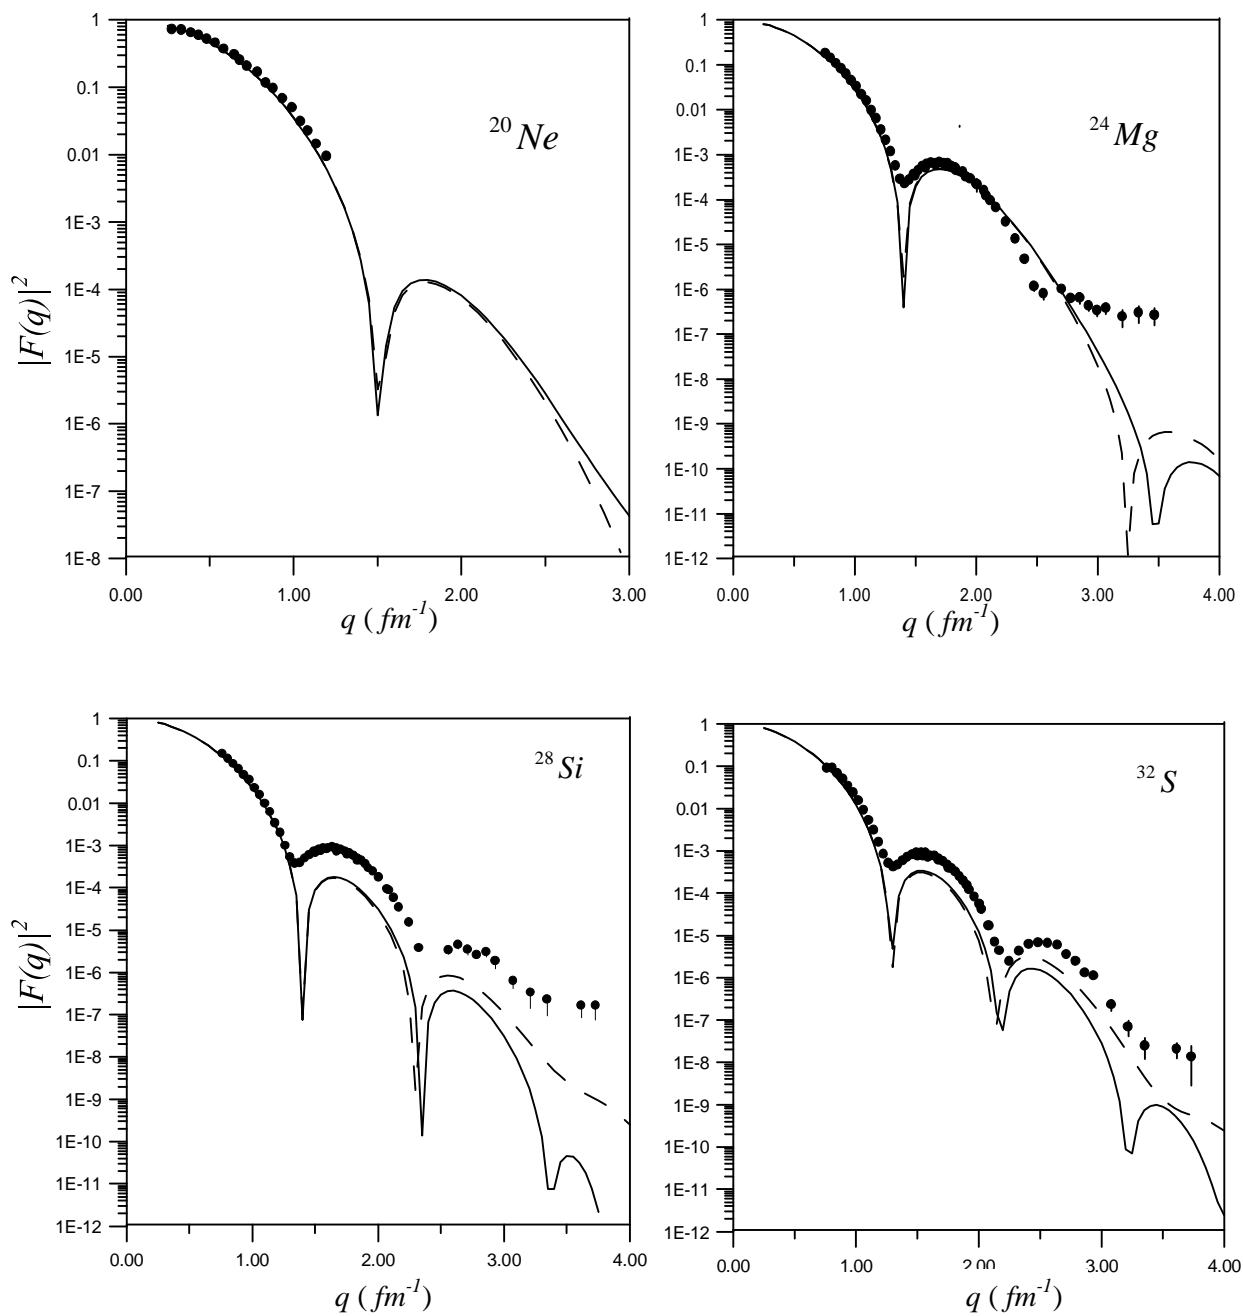 1
0.1
0.01
1E-3
1E-4
1E-5
1E-6
1E-7
1E-8
0.00 1.00 2.00 3.00
|F(q)|²
q ( fm⁻¹)
²⁰Ne
1
0.1
0.01
1E-3
1E-4
1E-5
1E-6
1E-7
1E-8
1E-9
1E-10
1E-11
1E-12
0.00 1.00 2.00 3.00 4.00
q ( fm⁻¹)
²⁴Mg
1
0.1
0.01
1E-3
1E-4
1E-5
1E-6
1E-7
1E-8
1E-9
1E-10
1E-11
1E-12
0.00 1.00 2.00 3.00 4.00
|F(q)|²
q ( fm⁻¹)
²⁸Si
1
0.1
0.01
1E-3
1E-4
1E-5
1E-6
1E-7
1E-8
1E-9
1E-10
1E-11
1E-12
0.00 1.00 2.00 3.00 4.00
q ( fm⁻¹)
³²S